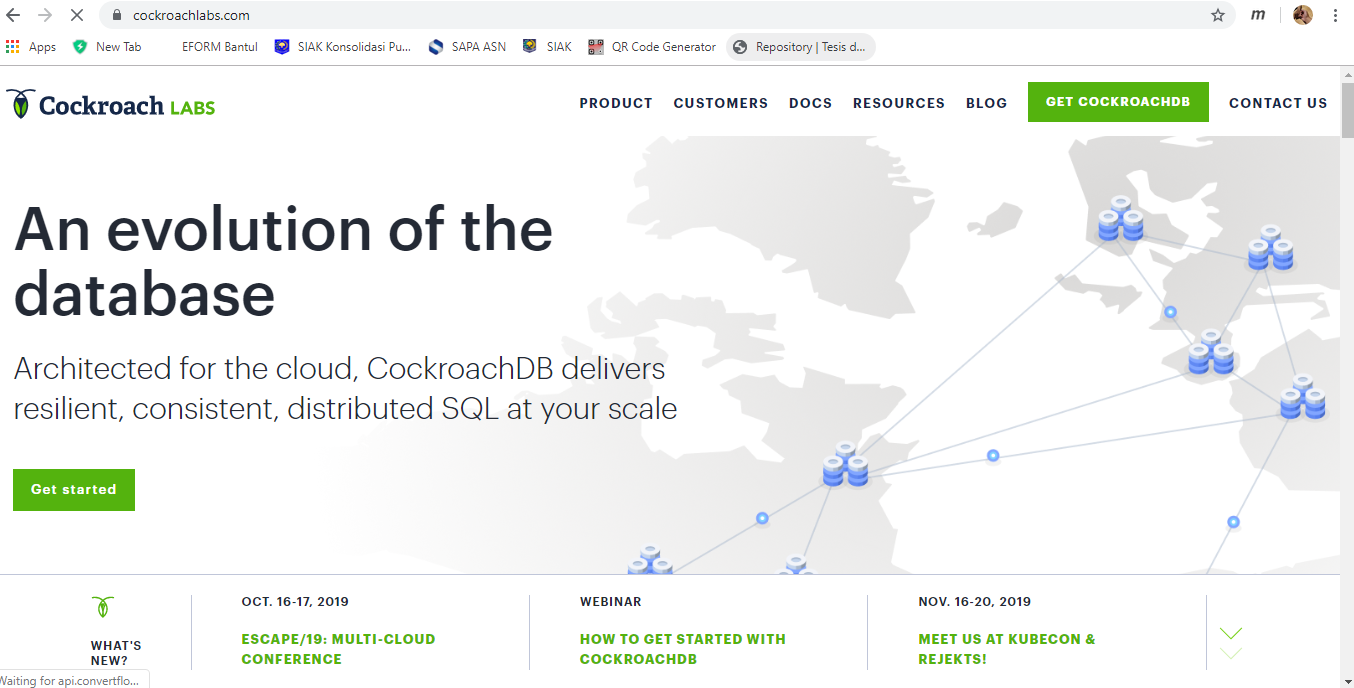 cockroachlabs.com
m
Apps
New Tab
EFORM Bantul
SIAK Konsolidasi Pu...
SAPA ASN
SIAK
QR Code Generator
Repository | Tesis d...
Cockroach LABS
PRODUCT
CUSTOMERS
DOCS
RESOURCES
BLOG
GET COCKROACHDB
CONTACT US
An evolution of the
database
Architected for the cloud, CockroachDB delivers
resilient, consistent, distributed SQL at your scale
Get started
WHAT'S
NEW?
OCT. 16-17, 2019
ESCAPE/19: MULTI-CLOUD
CONFERENCE
WEBINAR
HOW TO GET STARTED WITH
COCKROACHDB
NOV. 16-20, 2019
MEET US AT KUBECON &
REJEKTS!
Waiting for api.convertflo...